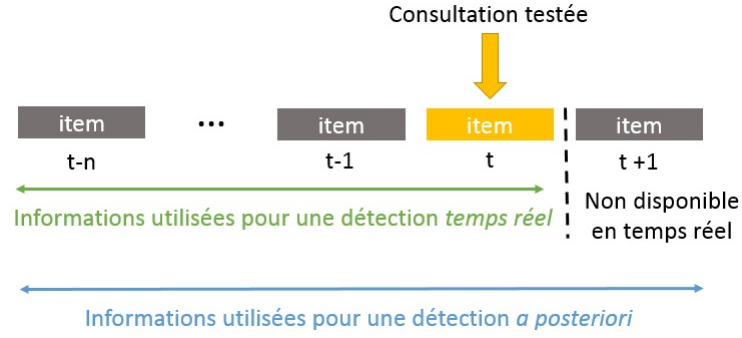 Consultation testée
item ... item item item
t-n t-1 t t +1
Informations utilisées pour une détection temps réel
Non disponible
en temps réel
Informations utilisées pour une détection a posteriori